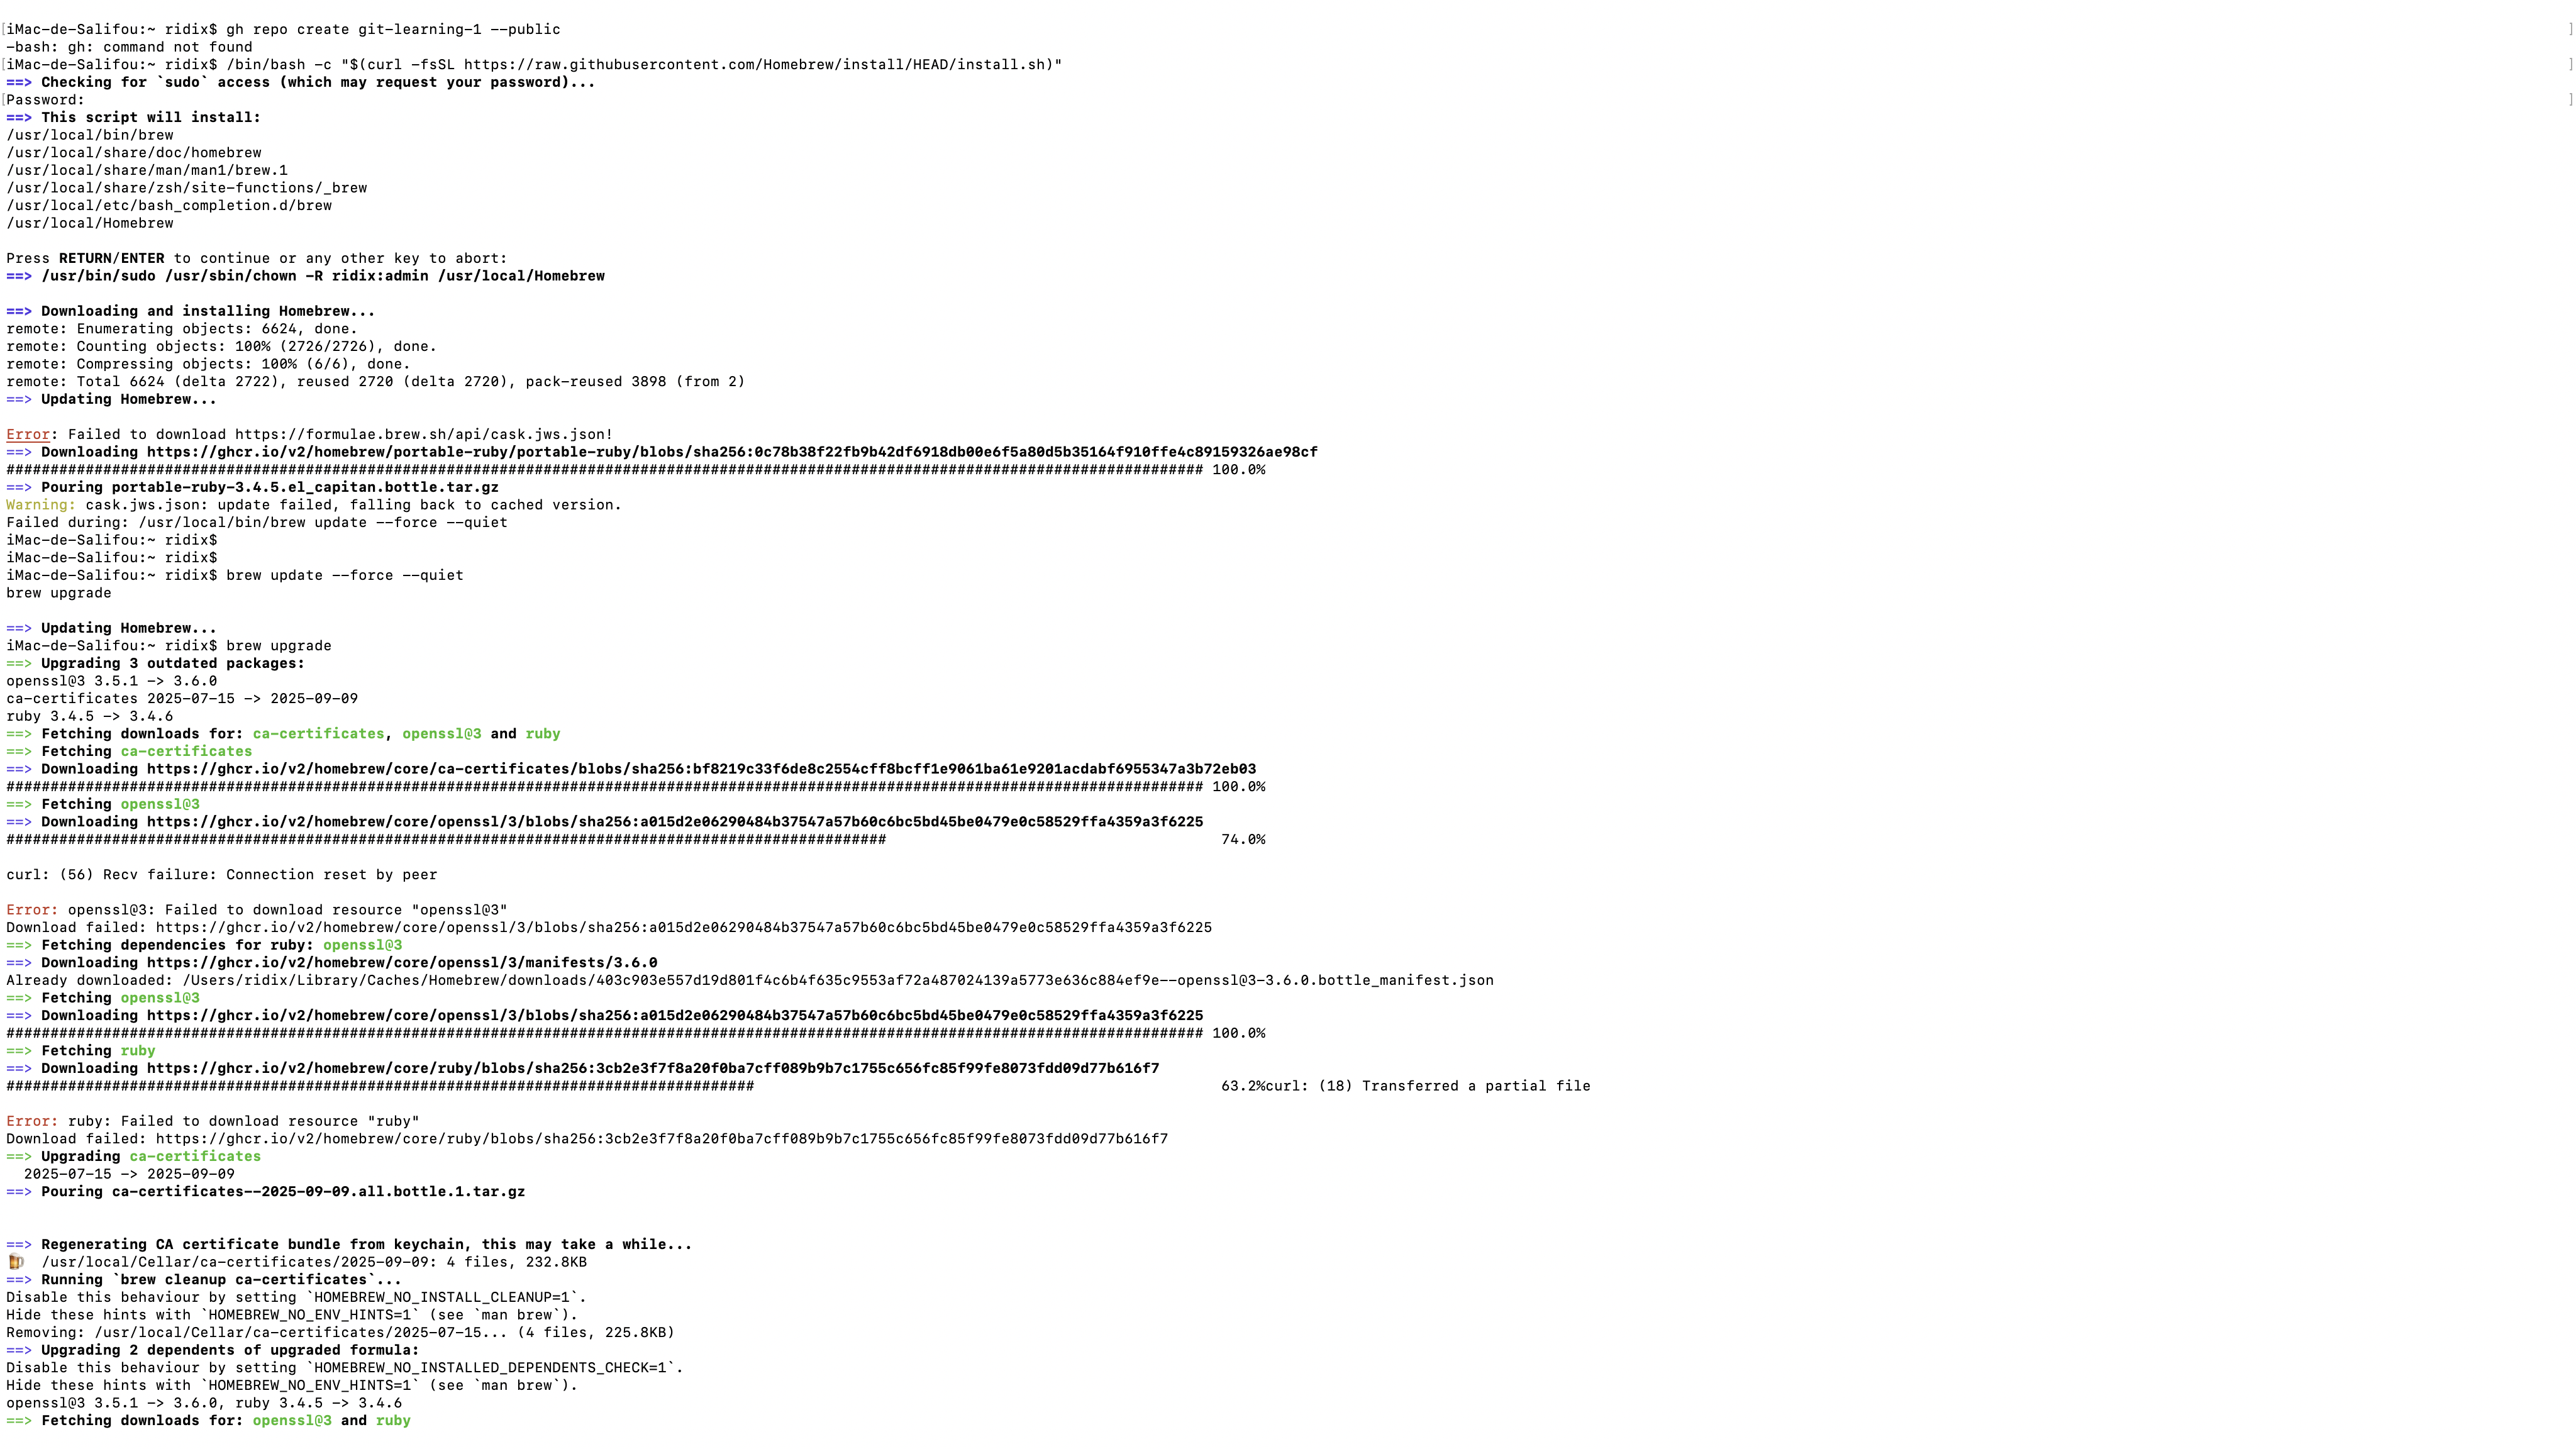 [iMac-de-Salifou:~ ridix$ gh repo create git-learning-1 --public ]
-bash: gh: command not found
[iMac-de-Salifou:~ ridix$ /bin/bash -c "$(curl -fsSL https://raw.githubusercontent.com/Homebrew/install/HEAD/install.sh)" ]
==> Checking for `sudo` access (which may request your password)...
[Password: ]
==> This script will install:
/usr/local/bin/brew
/usr/local/share/doc/homebrew
/usr/local/share/man/man1/brew.1
/usr/local/share/zsh/site-functions/_brew
/usr/local/etc/bash_completion.d/brew
/usr/local/Homebrew
Press RETURN/ENTER to continue or any other key to abort:
==> /usr/bin/sudo /usr/sbin/chown -R ridix:admin /usr/local/Homebrew
==> Downloading and installing Homebrew...
remote: Enumerating objects: 6624, done.
remote: Counting objects: 100% (2726/2726), done.
remote: Compressing objects: 100% (6/6), done.
remote: Total 6624 (delta 2722), reused 2720 (delta 2720), pack-reused 3898 (from 2)
==> Updating Homebrew...
Error: Failed to download https://formulae.brew.sh/api/cask.jws.json!
==> Downloading https://ghcr.io/v2/homebrew/portable-ruby/portable-ruby/blobs/sha256:0c78b38f22fb9b42df6918db00e6f5a80d5b35164f910ffe4c89159326ae98cf
######################################################################################################################################## 100.0%
==> Pouring portable-ruby-3.4.5.el_capitan.bottle.tar.gz
Warning: cask.jws.json: update failed, falling back to cached version.
Failed during: /usr/local/bin/brew update --force --quiet
iMac-de-Salifou:~ ridix$
iMac-de-Salifou:~ ridix$
iMac-de-Salifou:~ ridix$ brew update --force --quiet
brew upgrade
==> Updating Homebrew...
iMac-de-Salifou:~ ridix$ brew upgrade
==> Upgrading 3 outdated packages:
openssl@3 3.5.1 -> 3.6.0
ca-certificates 2025-07-15 -> 2025-09-09
ruby 3.4.5 -> 3.4.6
==> Fetching downloads for: ca-certificates, openssl@3 and ruby
==> Fetching ca-certificates
==> Downloading https://ghcr.io/v2/homebrew/core/ca-certificates/blobs/sha256:bf8219c33f6de8c2554cff8bcff1e9061ba61e9201acdabf6955347a3b72eb03
######################################################################################################################################## 100.0%
==> Fetching openssl@3
==> Downloading https://ghcr.io/v2/homebrew/core/openssl/3/blobs/sha256:a015d2e06290484b37547a57b60c6bc5bd45be0479e0c58529ffa4359a3f6225
#################################################################################################### 74.0%
curl: (56) Recv failure: Connection reset by peer
Error: openssl@3: Failed to download resource "openssl@3"
Download failed: https://ghcr.io/v2/homebrew/core/openssl/3/blobs/sha256:a015d2e06290484b37547a57b60c6bc5bd45be0479e0c58529ffa4359a3f6225
==> Fetching dependencies for ruby: openssl@3
==> Downloading https://ghcr.io/v2/homebrew/core/openssl/3/manifests/3.6.0
Already downloaded: /Users/ridix/Library/Caches/Homebrew/downloads/403c903e557d19d801f4c6b4f635c9553af72a487024139a5773e636c884ef9e--openssl@3-3.6.0.bottle_manifest.json
==> Fetching openssl@3
==> Downloading https://ghcr.io/v2/homebrew/core/openssl/3/blobs/sha256:a015d2e06290484b37547a57b60c6bc5bd45be0479e0c58529ffa4359a3f6225
######################################################################################################################################## 100.0%
==> Fetching ruby
==> Downloading https://ghcr.io/v2/homebrew/core/ruby/blobs/sha256:3cb2e3f7f8a20f0ba7cff089b9b7c1755c656fc85f99fe8073fdd09d77b616f7
##################################################################################### 63.2%curl: (18) Transferred a partial file
Error: ruby: Failed to download resource "ruby"
Download failed: https://ghcr.io/v2/homebrew/core/ruby/blobs/sha256:3cb2e3f7f8a20f0ba7cff089b9b7c1755c656fc85f99fe8073fdd09d77b616f7
==> Upgrading ca-certificates
2025-07-15 -> 2025-09-09
==> Pouring ca-certificates--2025-09-09.all.bottle.1.tar.gz
==> Regenerating CA certificate bundle from keychain, this may take a while...
🍺 /usr/local/Cellar/ca-certificates/2025-09-09: 4 files, 232.8KB
==> Running `brew cleanup ca-certificates`...
Disable this behaviour by setting `HOMEBREW_NO_INSTALL_CLEANUP=1`.
Hide these hints with `HOMEBREW_NO_ENV_HINTS=1` (see `man brew`).
Removing: /usr/local/Cellar/ca-certificates/2025-07-15... (4 files, 225.8KB)
==> Upgrading 2 dependents of upgraded formula:
Disable this behaviour by setting `HOMEBREW_NO_INSTALLED_DEPENDENTS_CHECK=1`.
Hide these hints with `HOMEBREW_NO_ENV_HINTS=1` (see `man brew`).
openssl@3 3.5.1 -> 3.6.0, ruby 3.4.5 -> 3.4.6
==> Fetching downloads for: openssl@3 and ruby